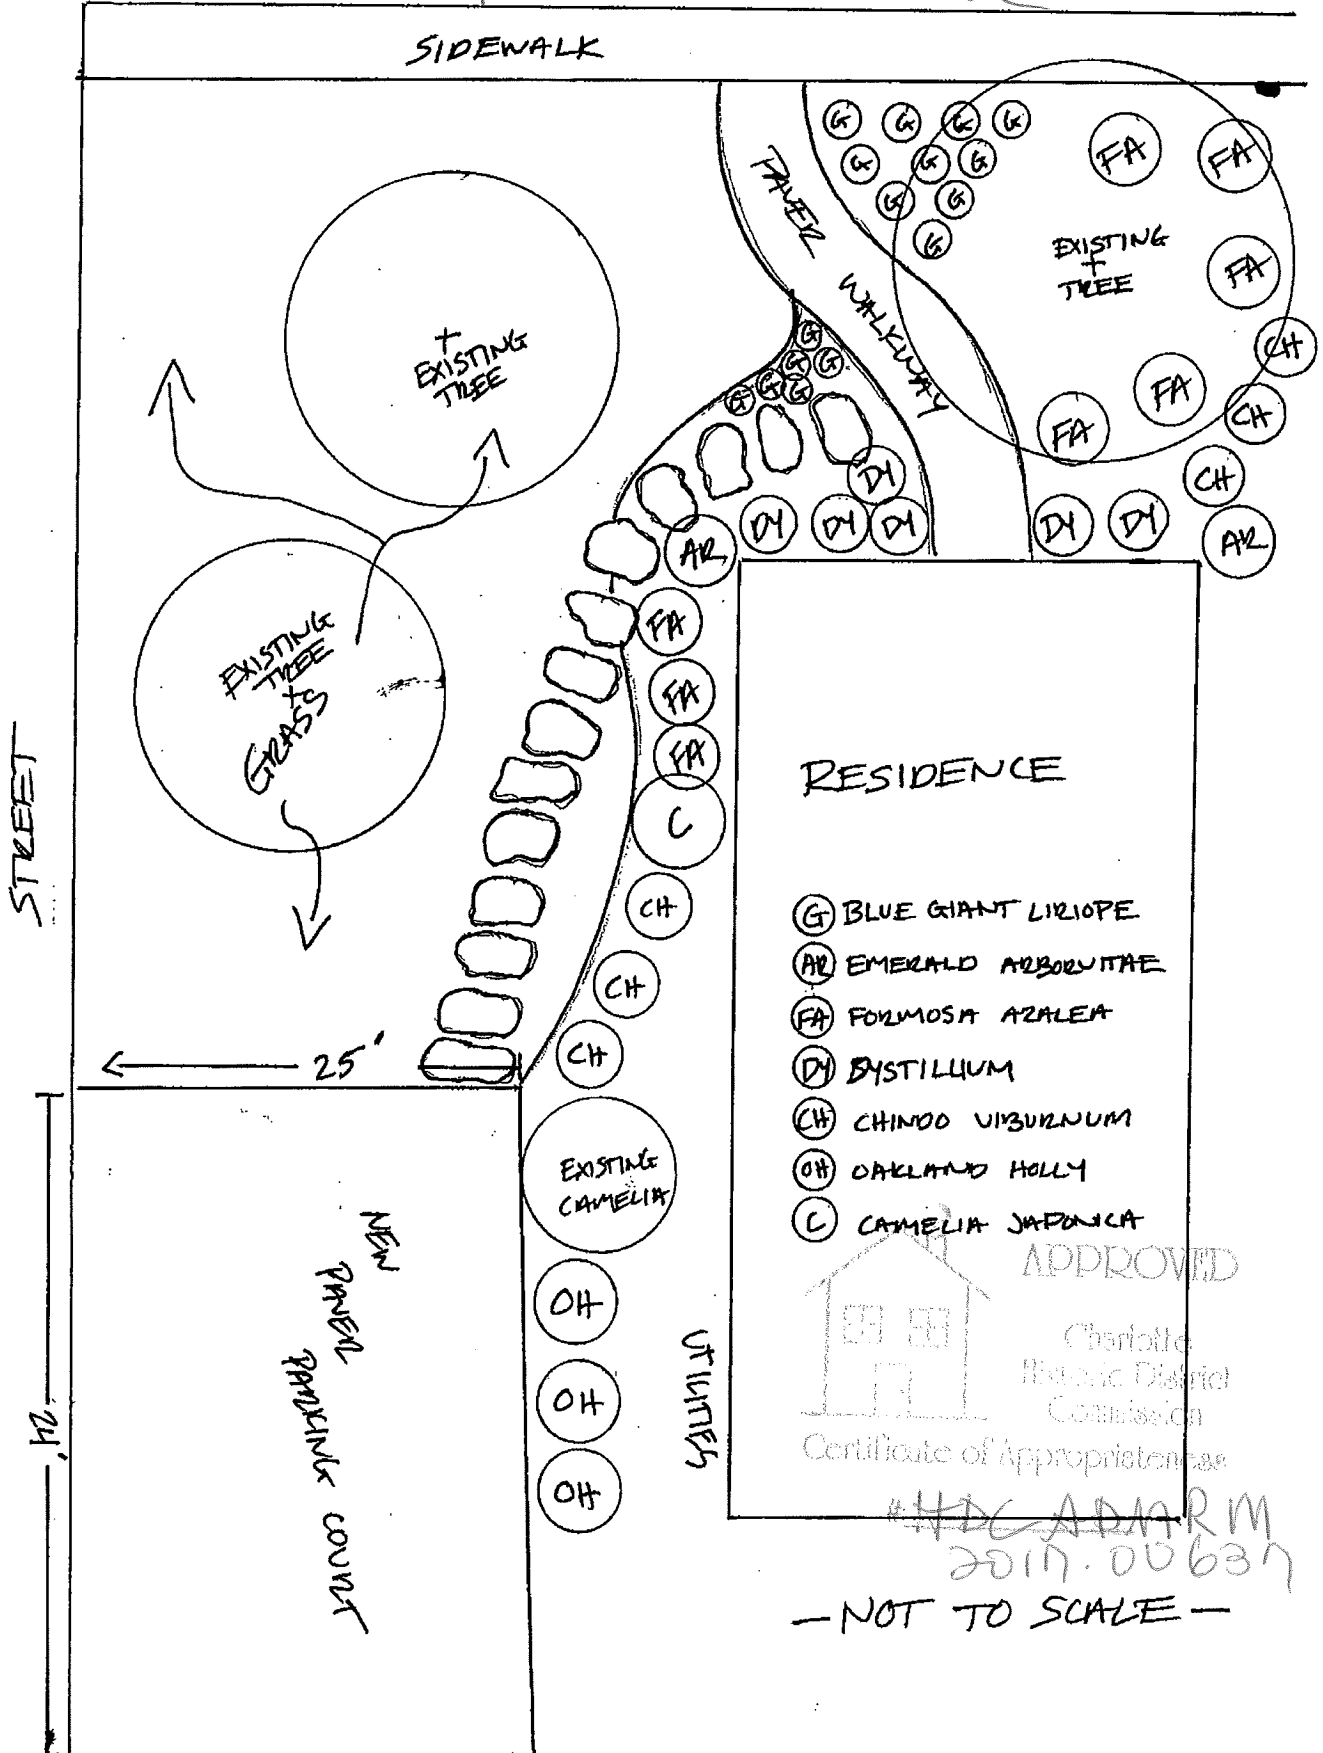 SIDEWALK
G G G G
G G G
G G
G
FA FA
PAVER WALKWAY
EXISTING
+
TREE
FA
+
EXISTING
TREE
G
G G
G G G
CH
FA
CH
FA
DY
CH
DY DY DY
DY DY
AR
AR
FA
EXISTING
TREE
+
GRASS
FA
FA
C
STREET
RESIDENCE
CH
G BLUE GIANT LIRIOPE
AR EMERALD ARBORVITAE
CH
FA FORMOSA AZALEA
CH
25'
DY DYSTILLIUM
CH CHINDO VIBURNUM
EXISTING
CAMELIA
OH OAKLAND HOLLY
C CAMELIA JAPONICA
NEW
PAVER
PARKING COURT
24'
OH
OH
OH
UTILITIES
APPROVED
Charlotte
Historic District
Commission
Certificate of Appropriateness
#HDCADMRM
2017.00637
- NOT TO SCALE -